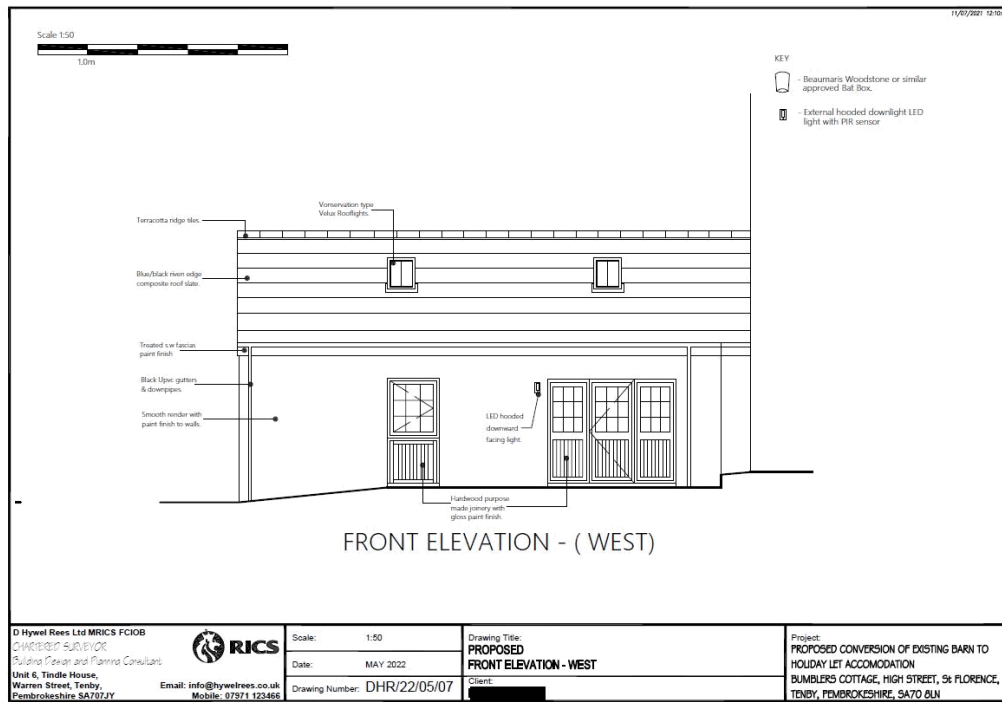 11/07/2021 12:10:
Scale 1:50
1.0m
KEY
- Beaumaris Woodstone or similar
approved Bat Box.
- External hooded downlight LED
light with PIR sensor
Vonservation type
Velux Rooflights.
Terracotta ridge tiles.
Blue/black riven edge
composite roof slate.
Treated s.w fascias
paint finish
Black Upvc gutters
& downpipes.
Smooth render with
paint finish to walls.
LED hooded
downward
facing light.
Hardwood purpose
made joinery with
gloss paint finish.
FRONT ELEVATION - ( WEST)
D Hywel Rees Ltd MRICS FCIOB
CHARTERED SURVEYOR
Building Design and Planning Consultant
Unit 6, Tindle House,
Warren Street, Tenby,
Pembrokeshire SA707JY
RICS
Email: info@hywelrees.co.uk
Mobile: 07971 123466
Scale: 1:50
Date: MAY 2022
Drawing Number: DHR/22/05/07
Drawing Title:
PROPOSED
FRONT ELEVATION - WEST
Client:
Project:
PROPOSED CONVERSION OF EXISTING BARN TO
HOLIDAY LET ACCOMODATION
BUMBLERS COTTAGE, HIGH STREET, St FLORENCE,
TENBY, PEMBROKESHIRE, SA70 8LN